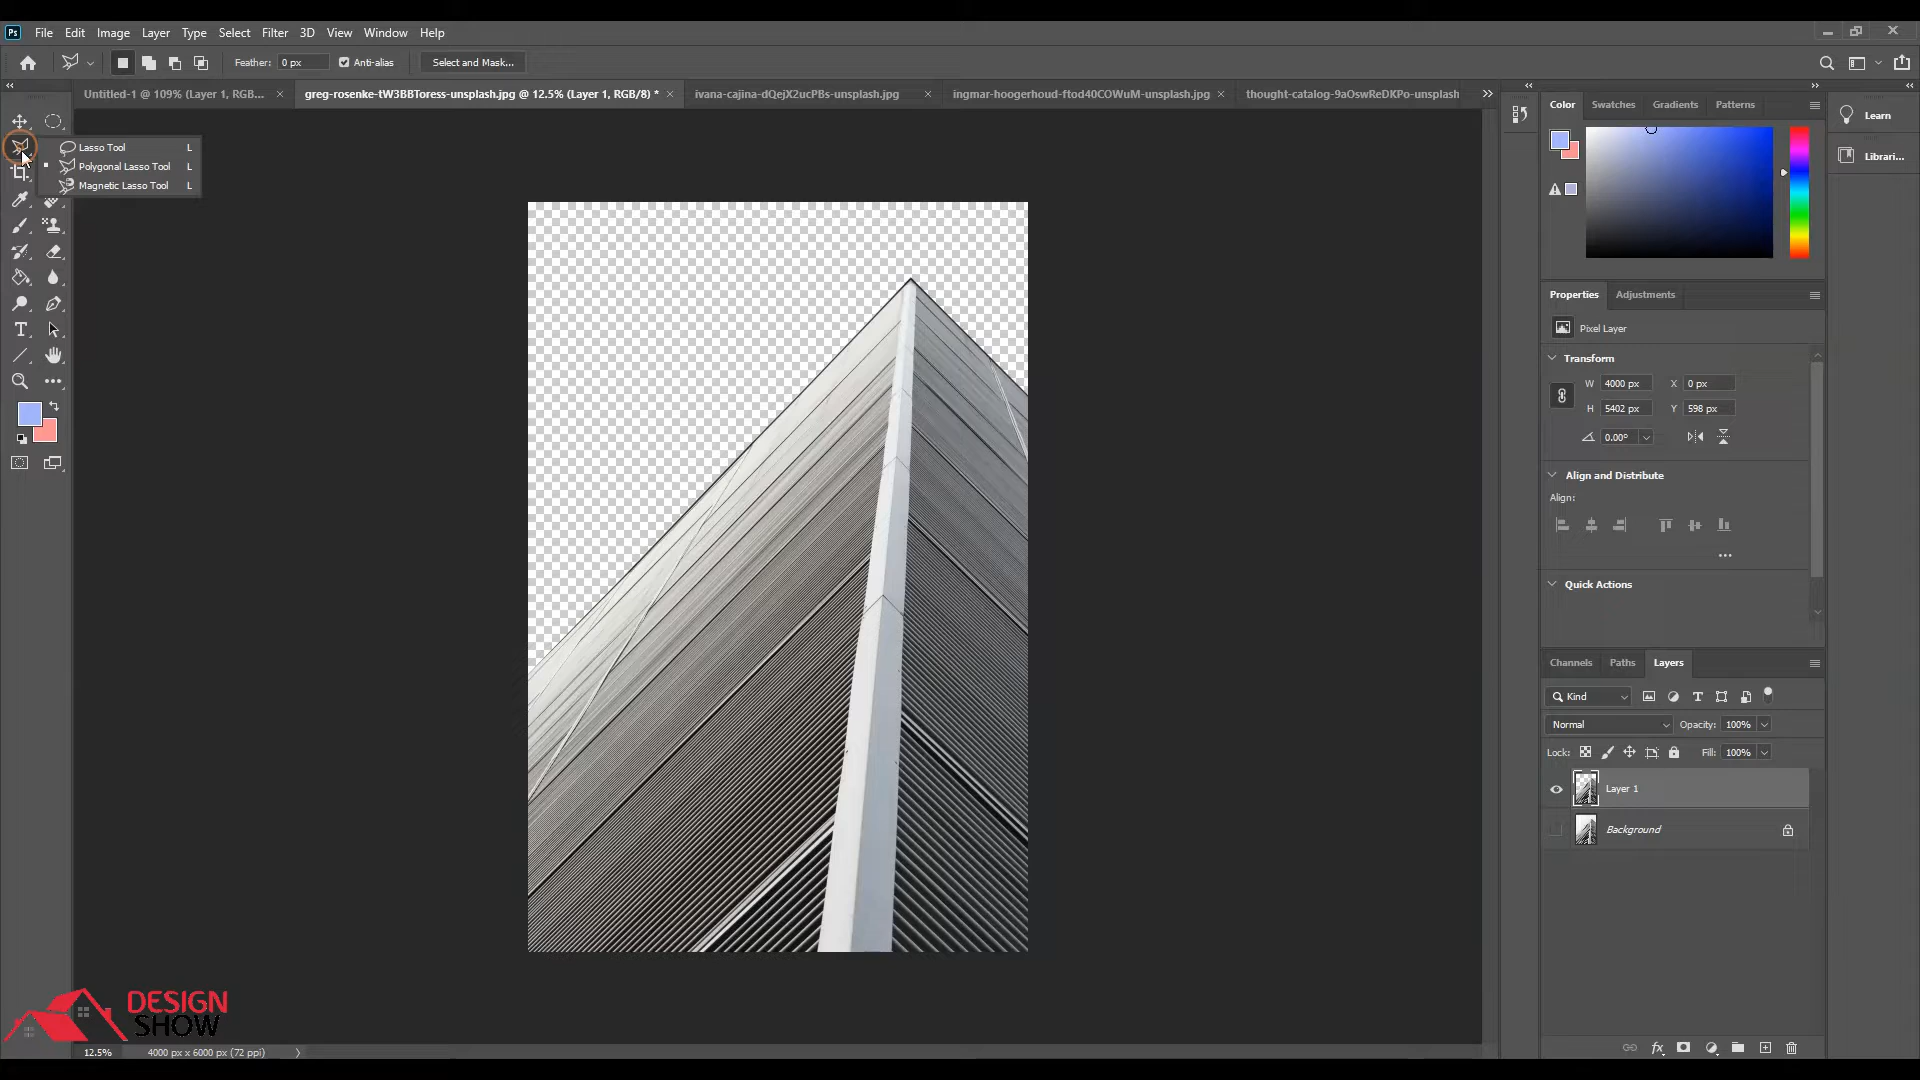 Ps File Edit Image Layer Type Select Filter 3D View Window Help
Feather: 0 px Anti-alias Select and Mask...
Untitled-1 @ 109% (Layer 1, RGB... × greg-rosenke-tW3BBToress-unsplash.jpg @ 12.5% (Layer 1, RGB/8) * × ivana-cajina-dQejX2ucPBs-unsplash.jpg × ingmar-hoogerhoud-ftod40COWuM-unsplash.jpg × thought-catalog-9aOswReDKPo-unsplash
Lasso Tool L
Polygonal Lasso Tool L
Magnetic Lasso Tool L
Color Swatches Gradients Patterns
Learn
Librari...
Properties Adjustments
Pixel Layer
Transform
W 4000 px X 0 px
H 5402 px Y 598 px
0.00°
Align and Distribute
Align:
Quick Actions
Channels Paths Layers
Kind
Normal Opacity: 100%
Lock: Fill: 100%
Layer 1
Background
DESIGN
SHOW
12.5% 4000 px x 6000 px (72 ppi)